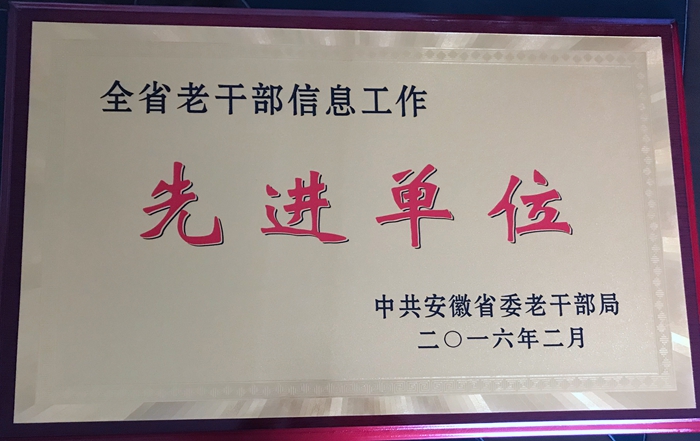 全省老干部信息工作
先进单位
中共安徽省委老干部局
二〇一六年二月